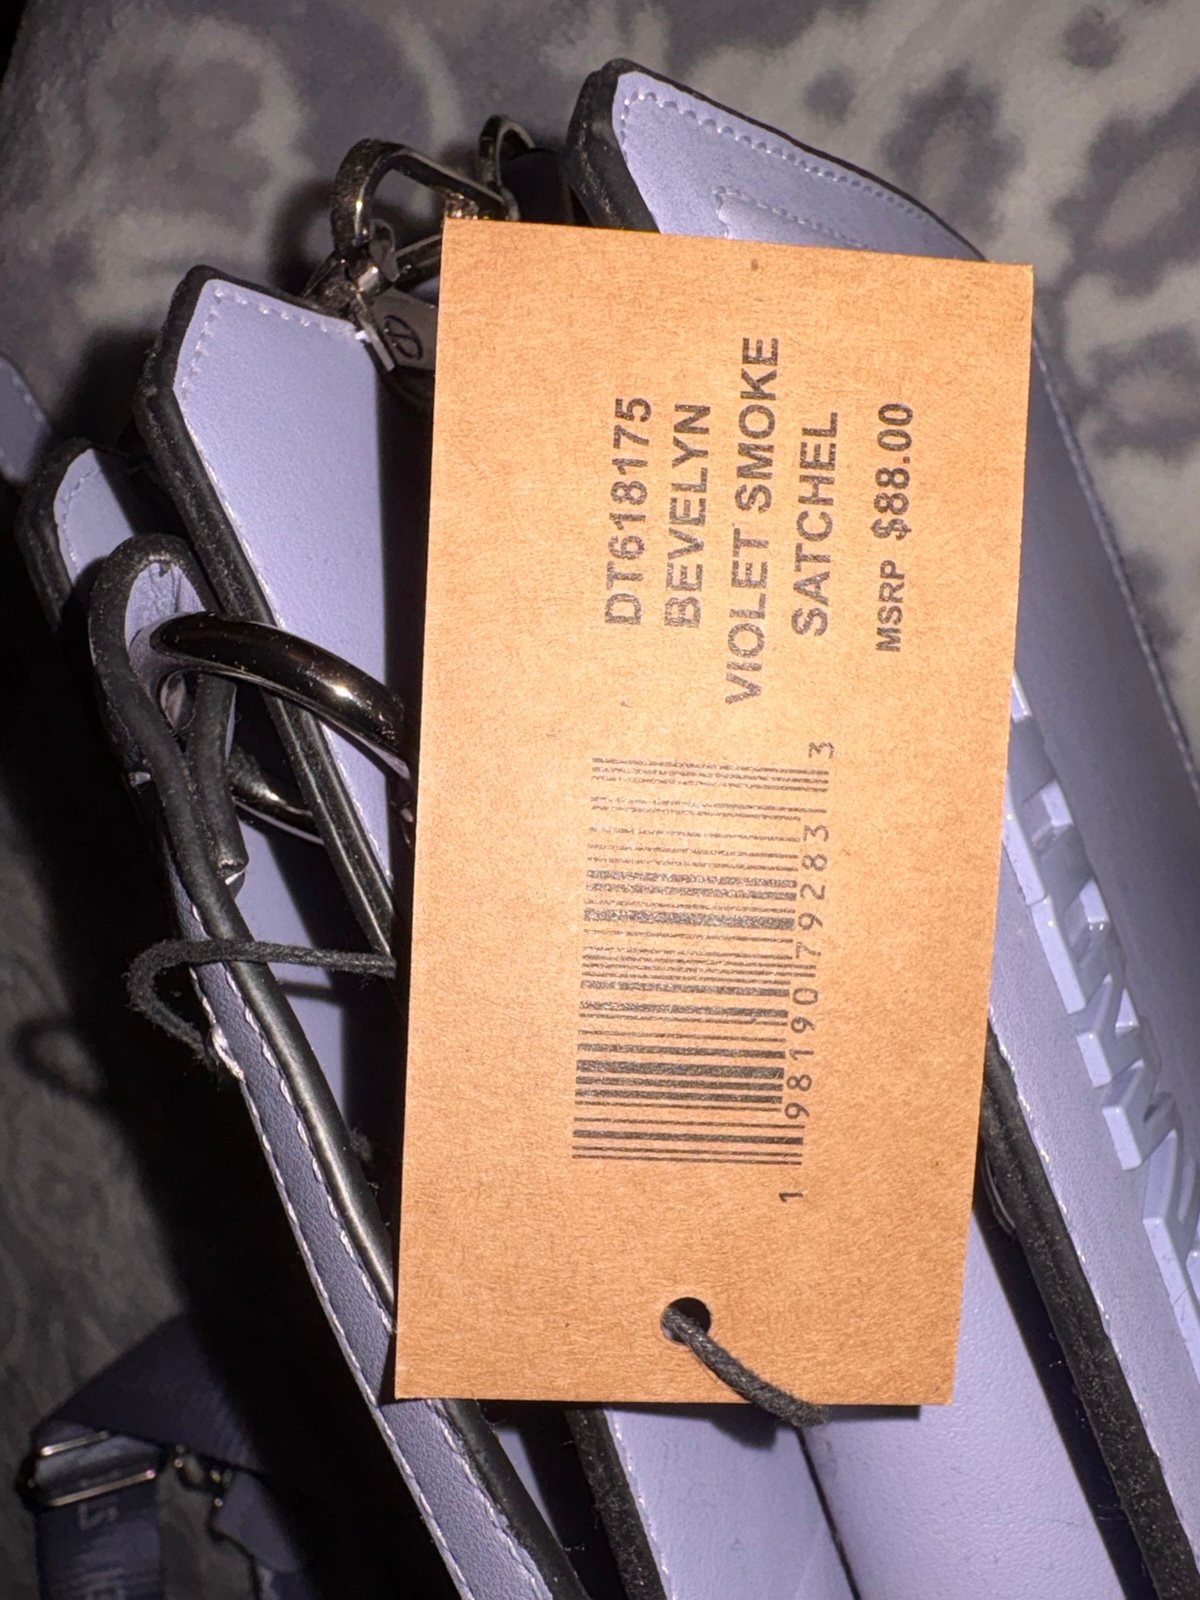 DT618175
BEVELYN
VIOLET SMOKE
SATCHEL
MSRP $88.00
1 98190 79283 3